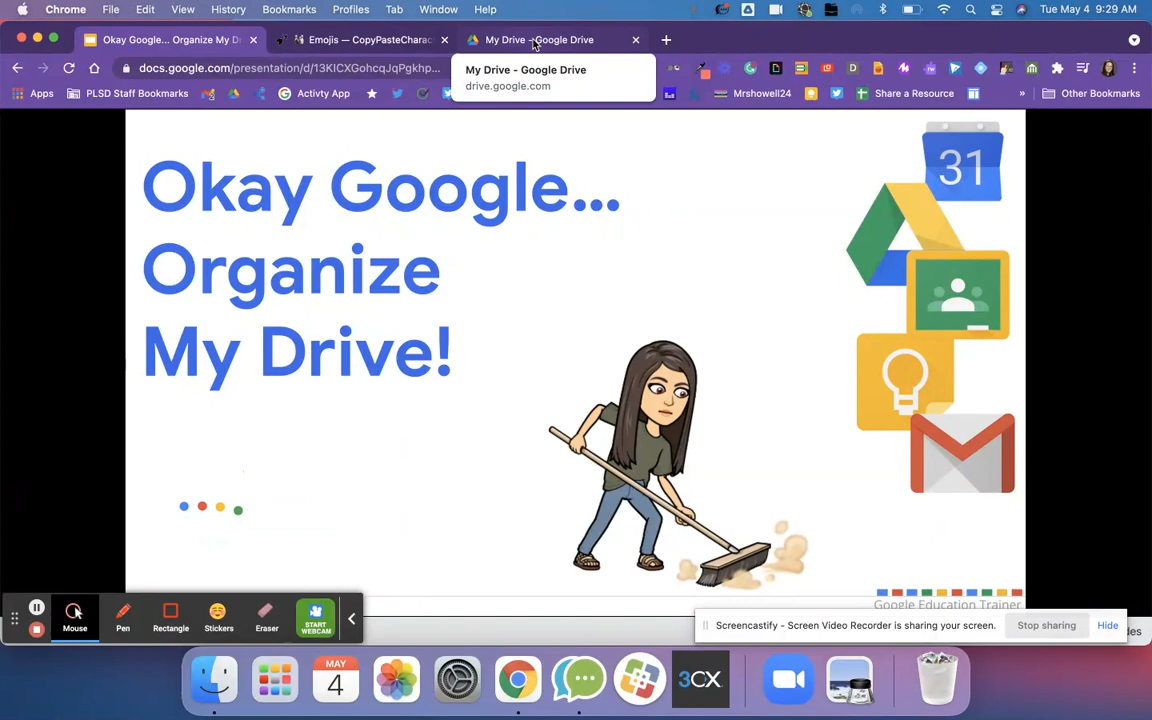 Chrome File Edit View History Bookmarks Profiles Tab Window Help Tue May 4 9:29 AM
Okay Google... Organize My Dr Emojis — CopyPasteCharac My Drive - Google Drive
docs.google.com/presentation/d/13KICXGohcqJqPgkhp...
My Drive - Google Drive
drive.google.com
Apps PLSD Staff Bookmarks Activty App Mrshowell24 Share a Resource » Other Bookmarks
Okay Google...
Organize
My Drive!
31
Google Education Trainer
Mouse Pen Rectangle Stickers Eraser START WEBCAM
Screencastify - Screen Video Recorder is sharing your screen. Stop sharing Hide
des
MAY
4
3CX
zoom